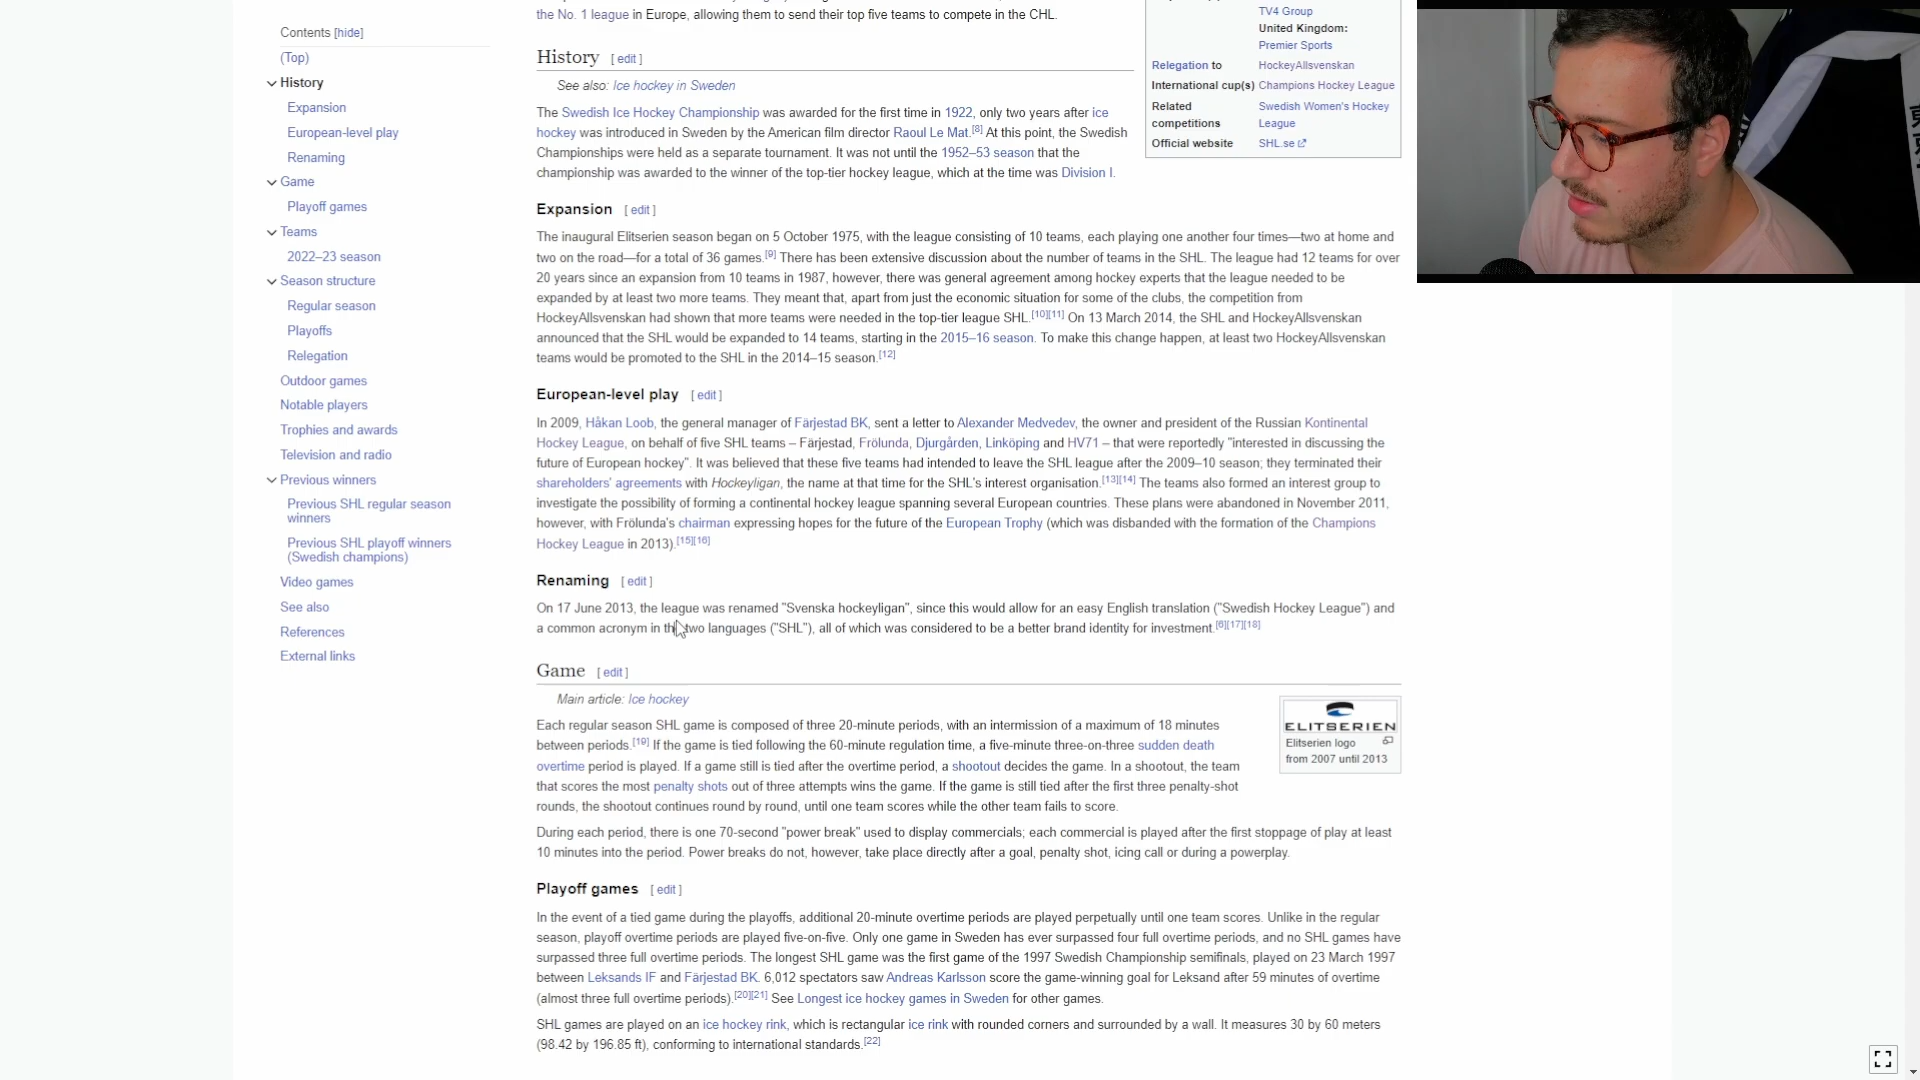 Contents [hide]
(Top)
History
Expansion
European-level play
Renaming
Game
Playoff games
Teams
2022–23 season
Season structure
Regular season
Playoffs
Relegation
Outdoor games
Notable players
Trophies and awards
Television and radio
Previous winners
Previous SHL regular season
winners
Previous SHL playoff winners
(Swedish champions)
Video games
See also
References
External links
the No. 1 league in Europe, allowing them to send their top five teams to compete in the CHL.
History [ edit ]
See also: Ice hockey in Sweden
The Swedish Ice Hockey Championship was awarded for the first time in 1922, only two years after ice
hockey was introduced in Sweden by the American film director Raoul Le Mat.[8] At this point, the Swedish
Championships were held as a separate tournament. It was not until the 1952–53 season that the
championship was awarded to the winner of the top-tier hockey league, which at the time was Division I.
Expansion [ edit ]
The inaugural Elitserien season began on 5 October 1975, with the league consisting of 10 teams, each playing one another four times—two at home and
two on the road—for a total of 36 games.[9] There has been extensive discussion about the number of teams in the SHL. The league had 12 teams for over
20 years since an expansion from 10 teams in 1987, however, there was general agreement among hockey experts that the league needed to be
expanded by at least two more teams. They meant that, apart from just the economic situation for some of the clubs, the competition from
HockeyAllsvenskan had shown that more teams were needed in the top-tier league SHL.[10][11] On 13 March 2014, the SHL and HockeyAllsvenskan
announced that the SHL would be expanded to 14 teams, starting in the 2015–16 season. To make this change happen, at least two HockeyAllsvenskan
teams would be promoted to the SHL in the 2014–15 season.[12]
European-level play [ edit ]
In 2009, Håkan Loob, the general manager of Färjestad BK, sent a letter to Alexander Medvedev, the owner and president of the Russian Kontinental
Hockey League, on behalf of five SHL teams – Färjestad, Frölunda, Djurgården, Linköping and HV71 – that were reportedly "interested in discussing the
future of European hockey". It was believed that these five teams had intended to leave the SHL league after the 2009–10 season; they terminated their
shareholders' agreements with Hockeyligan, the name at that time for the SHL's interest organisation.[13][14] The teams also formed an interest group to
investigate the possibility of forming a continental hockey league spanning several European countries. These plans were abandoned in November 2011,
however, with Frölunda's chairman expressing hopes for the future of the European Trophy (which was disbanded with the formation of the Champions
Hockey League in 2013).[15][16]
Renaming [ edit ]
On 17 June 2013, the league was renamed "Svenska hockeyligan", since this would allow for an easy English translation ("Swedish Hockey League") and
a common acronym in the two languages ("SHL"), all of which was considered to be a better brand identity for investment.[6][17][18]
Game [ edit ]
Main article: Ice hockey
Each regular season SHL game is composed of three 20-minute periods, with an intermission of a maximum of 18 minutes
between periods.[19] If the game is tied following the 60-minute regulation time, a five-minute three-on-three sudden death
overtime period is played. If a game still is tied after the overtime period, a shootout decides the game. In a shootout, the team
that scores the most penalty shots out of three attempts wins the game. If the game is still tied after the first three penalty-shot
rounds, the shootout continues round by round, until one team scores while the other team fails to score.
During each period, there is one 70-second "power break" used to display commercials; each commercial is played after the first stoppage of play at least
10 minutes into the period. Power breaks do not, however, take place directly after a goal, penalty shot, icing call or during a powerplay.
Playoff games [ edit ]
In the event of a tied game during the playoffs, additional 20-minute overtime periods are played perpetually until one team scores. Unlike in the regular
season, playoff overtime periods are played five-on-five. Only one game in Sweden has ever surpassed four full overtime periods, and no SHL games have
surpassed three full overtime periods. The longest SHL game was the first game of the 1997 Swedish Championship semifinals, played on 23 March 1997
between Leksands IF and Färjestad BK. 6,012 spectators saw Andreas Karlsson score the game-winning goal for Leksand after 59 minutes of overtime
(almost three full overtime periods).[20][21] See Longest ice hockey games in Sweden for other games.
SHL games are played on an ice hockey rink, which is rectangular ice rink with rounded corners and surrounded by a wall. It measures 30 by 60 meters
(98.42 by 196.85 ft), conforming to international standards.[22]
TV4 Group
United Kingdom:
Premier Sports
Relegation to HockeyAllsvenskan
International cup(s) Champions Hockey League
Related competitions Swedish Women's Hockey League
Official website SHL.se
ELITSERIEN
Elitserien logo
from 2007 until 2013